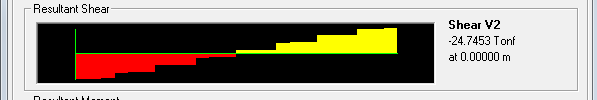 Resultant Shear
Shear V2
-24.7453 Tonf
at 0.00000 m
Resultant Moment